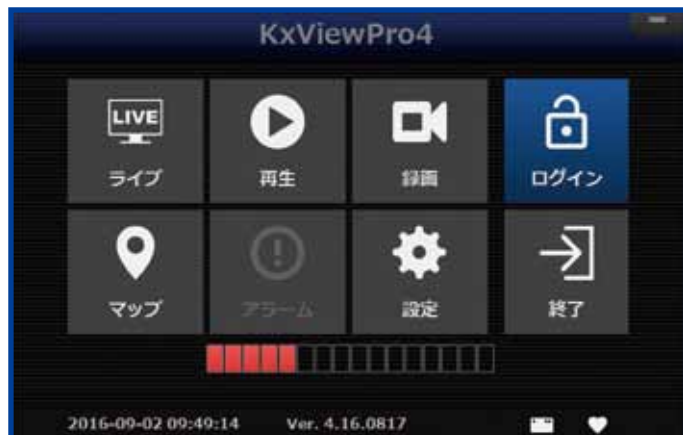 KxViewPro4
LIVE
ライブ
再生
録画
ログイン
マップ
アラーム
設定
終了
2016-09-02 09:49:14 Ver. 4.16.0817